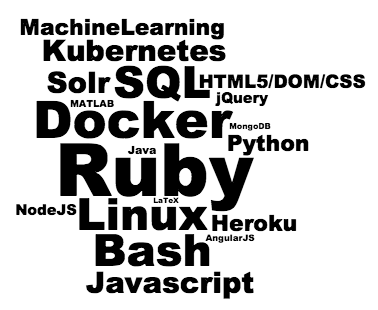 MachineLearning
Kubernetes
Solr SQL HTML5/DOM/CSS
MATLAB jQuery
Docker MongoDB
Java Python
Ruby
LaTeX
NodeJS Linux Heroku
Bash AngularJS
Javascript